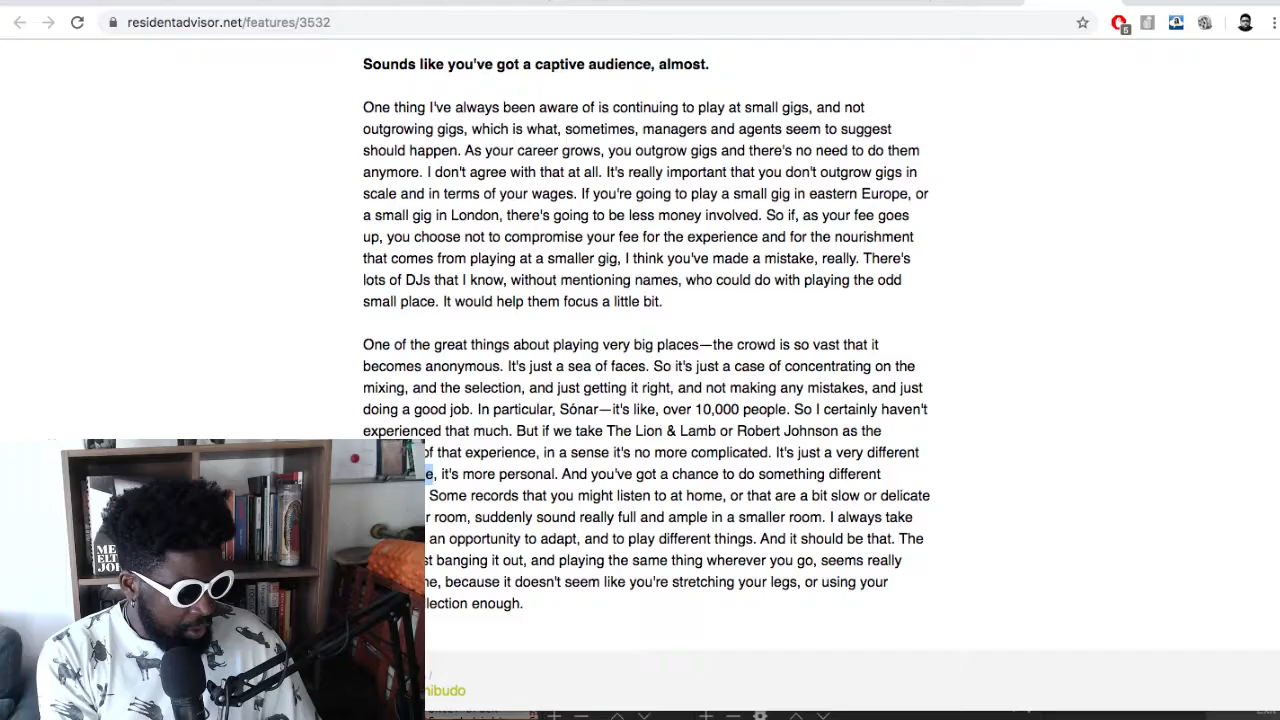 residentadvisor.net/features/3532
5
Sounds like you've got a captive audience, almost.
One thing I've always been aware of is continuing to play at small gigs, and not
outgrowing gigs, which is what, sometimes, managers and agents seem to suggest
should happen. As your career grows, you outgrow gigs and there's no need to do them
anymore. I don't agree with that at all. It's really important that you don't outgrow gigs in
scale and in terms of your wages. If you're going to play a small gig in eastern Europe, or
a small gig in London, there's going to be less money involved. So if, as your fee goes
up, you choose not to compromise your fee for the experience and for the nourishment
that comes from playing at a smaller gig, I think you've made a mistake, really. There's
lots of DJs that I know, without mentioning names, who could do with playing the odd
small place. It would help them focus a little bit.
One of the great things about playing very big places—the crowd is so vast that it
becomes anonymous. It's just a sea of faces. So it's just a case of concentrating on the
mixing, and the selection, and just getting it right, and not making any mistakes, and just
doing a good job. In particular, Sónar—it's like, over 10,000 people. So I certainly haven't
experienced that much. But if we take The Lion & Lamb or Robert Johnson as the
of that experience, in a sense it's no more complicated. It's just a very different
e, it's more personal. And you've got a chance to do something different
Some records that you might listen to at home, or that are a bit slow or delicate
r room, suddenly sound really full and ample in a smaller room. I always take
an opportunity to adapt, and to play different things. And it should be that. The
st banging it out, and playing the same thing wherever you go, seems really
ne, because it doesn't seem like you're stretching your legs, or using your
lection enough.
/
hibudo